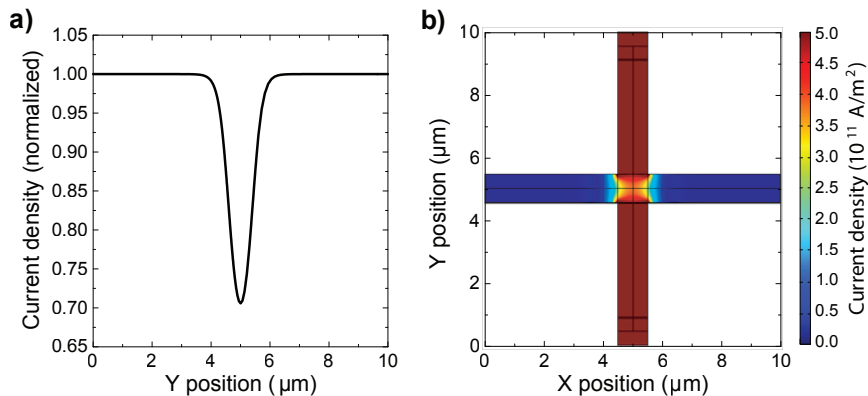 a)
1.05
1.00
0.95
0.90
0.85
0.80
0.75
0.70
0.65
0 2 4 6 8 10
Y position (μm)
Current density (normalized)
b)
10
8
6
4
2
0
0 2 4 6 8 10
X position (μm)
Y position (μm)
5.0
4.5
4.0
3.5
3.0
2.5
2.0
1.5
1.0
0.5
0.0
Current density (10 11 A/m2)